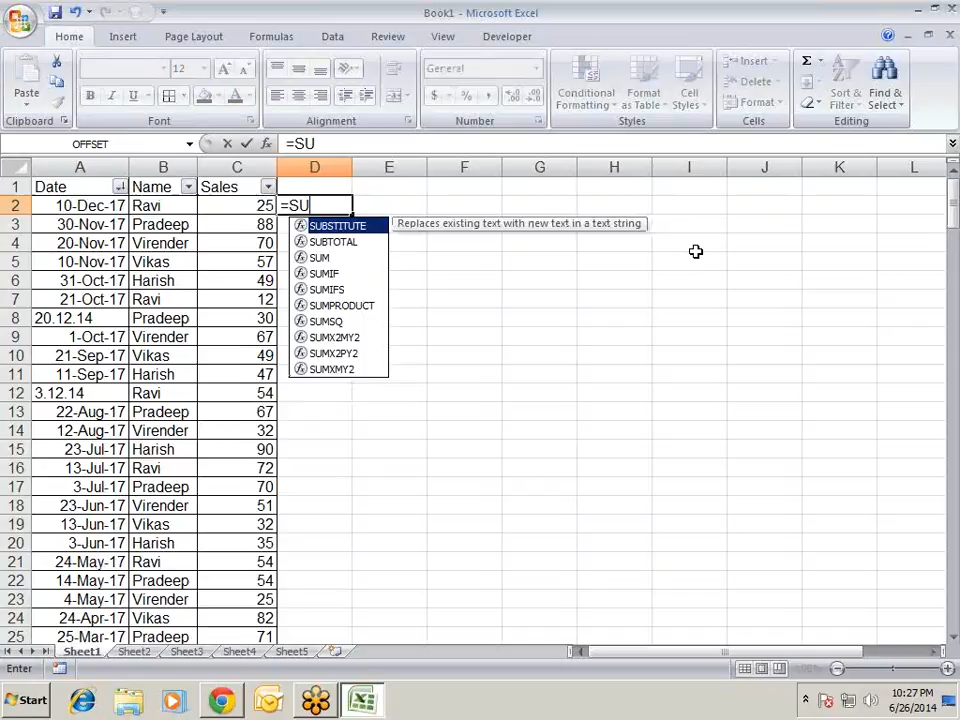 Book1 - Microsoft Excel
Home Insert Page Layout Formulas Data Review View Developer
Paste
12 A A
General
B I U A
$ % ,
Conditional Formatting
Format as Table
Cell Styles
Insert
Delete
Format
Σ
Sort & Filter
Find & Select
Clipboard Font Alignment Number Styles Cells Editing
OFFSET fx =SU
A B C D E F G H I J K L
1 Date Name Sales
2 10-Dec-17 Ravi 25 =SU
3 30-Nov-17 Pradeep 88
4 20-Nov-17 Virender 70
5 10-Nov-17 Vikas 57
6 31-Oct-17 Harish 49
7 21-Oct-17 Ravi 12
8 20.12.14 Pradeep 30
9 1-Oct-17 Virender 67
10 21-Sep-17 Vikas 49
11 11-Sep-17 Harish 47
12 3.12.14 Ravi 54
13 22-Aug-17 Pradeep 67
14 12-Aug-17 Virender 32
15 23-Jul-17 Harish 90
16 13-Jul-17 Ravi 72
17 3-Jul-17 Pradeep 70
18 23-Jun-17 Virender 51
19 13-Jun-17 Vikas 32
20 3-Jun-17 Harish 35
21 24-May-17 Ravi 54
22 14-May-17 Pradeep 54
23 4-May-17 Virender 25
24 24-Apr-17 Vikas 82
25 25-Mar-17 Pradeep 71
SUBSTITUTE Replaces existing text with new text in a text string
SUBTOTAL
SUM
SUMIF
SUMIFS
SUMPRODUCT
SUMSQ
SUMX2MY2
SUMX2PY2
SUMXMY2
Sheet1 Sheet2 Sheet3 Sheet4 Sheet5
Enter
Start
10:27 PM
6/26/2014